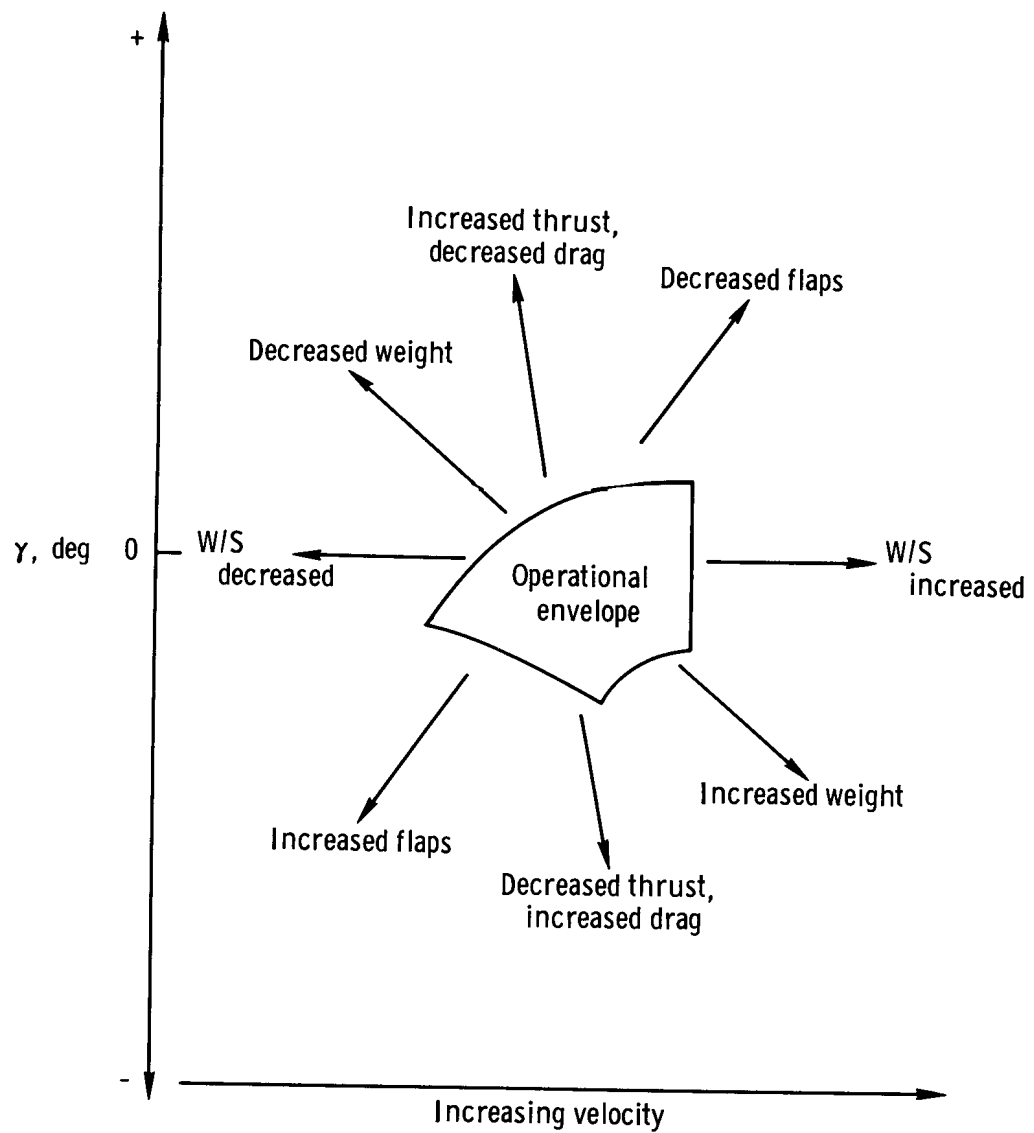 +
Increased thrust,
decreased drag
Decreased flaps
Decreased weight
γ, deg 0
W/S
decreased
Operational
envelope
W/S
increased
Increased weight
Increased flaps
Decreased thrust,
increased drag
-
Increasing velocity